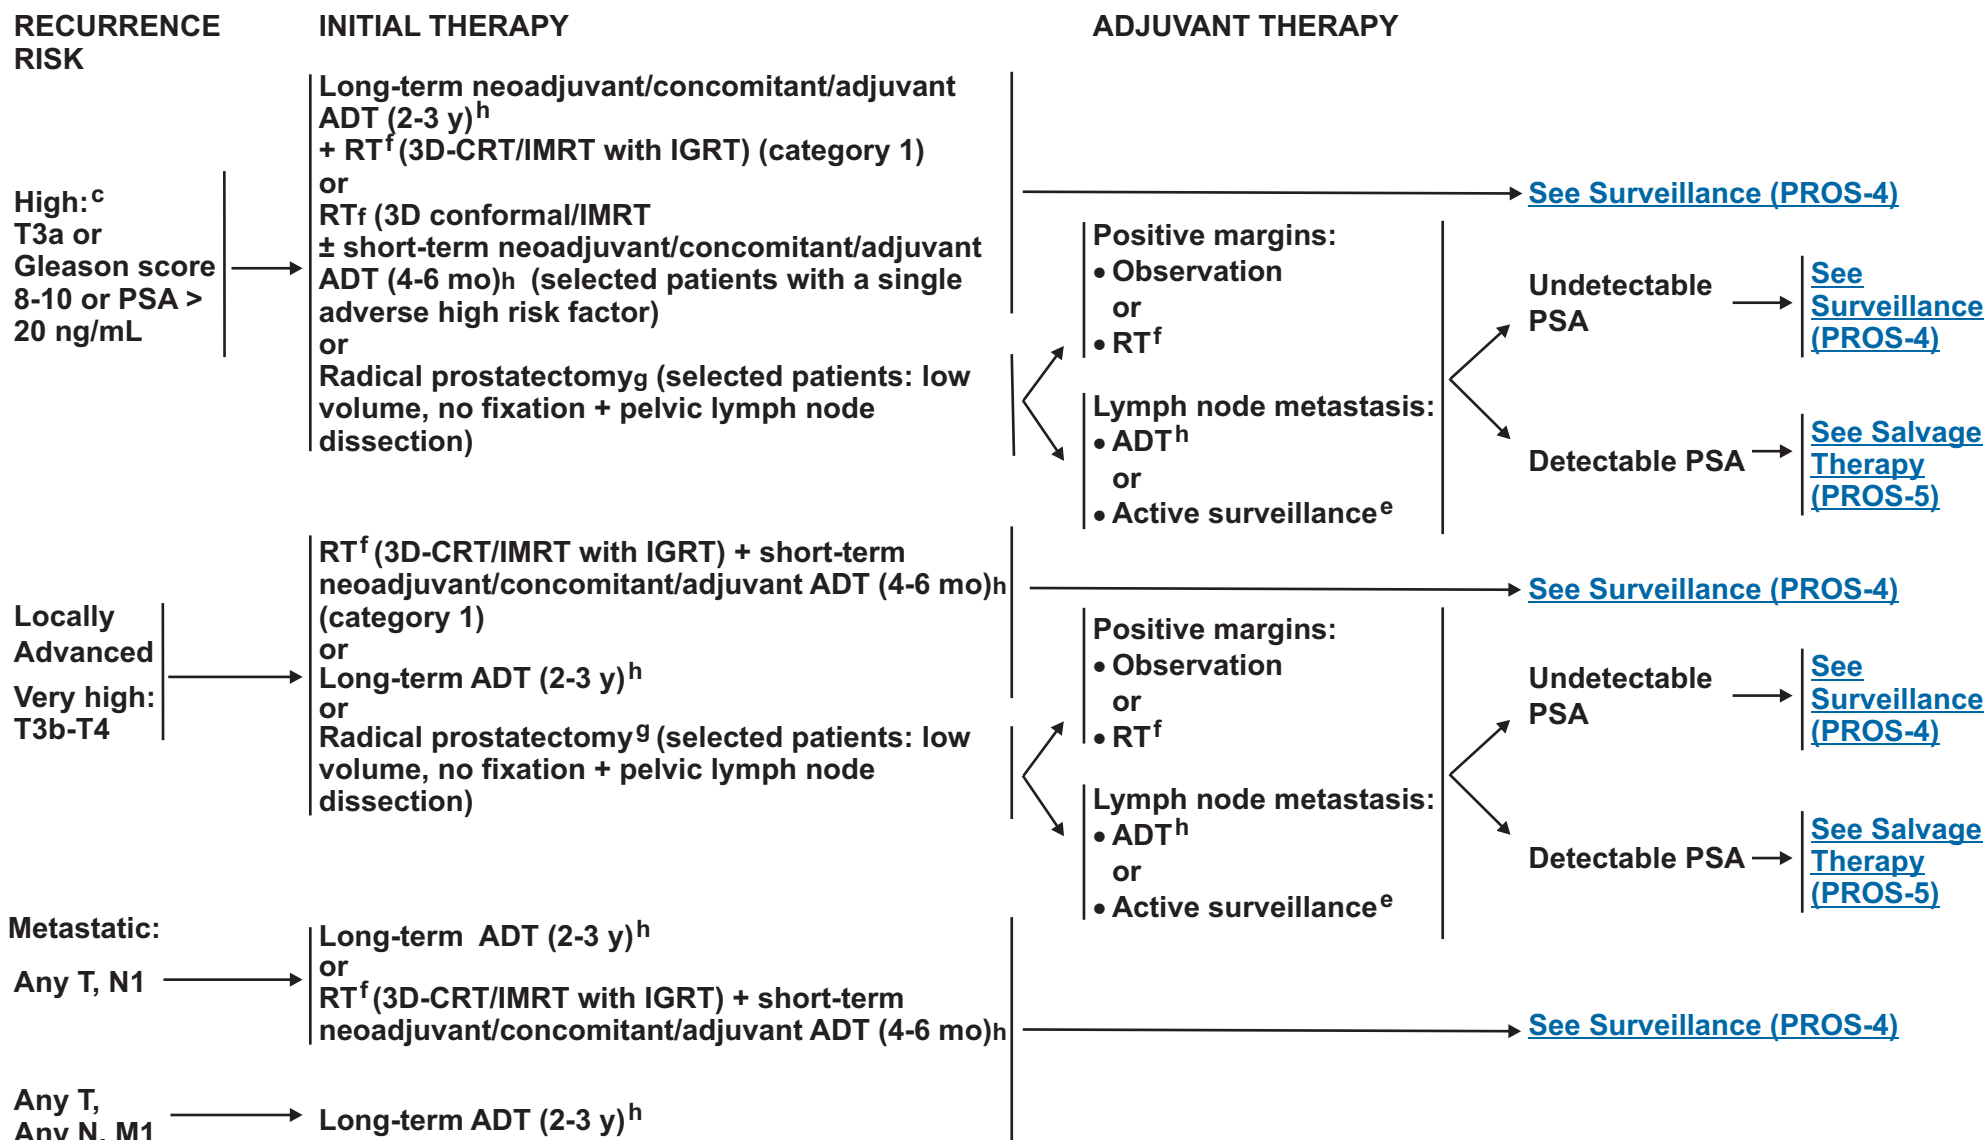 RECURRENCE
RISK
INITIAL THERAPY
ADJUVANT THERAPY
High: c
T3a or
Gleason score
8-10 or PSA >
20 ng/mL
Long-term neoadjuvant/concomitant/adjuvant
ADT (2-3 y) h
+ RT f (3D-CRT/IMRT with IGRT) (category 1)
or
RTf (3D conformal/IMRT
± short-term neoadjuvant/concomitant/adjuvant
ADT (4-6 mo)h (selected patients with a single
adverse high risk factor)
or
Radical prostatectomyg (selected patients: low
volume, no fixation + pelvic lymph node
dissection)
See Surveillance (PROS-4)
Positive margins:
• Observation
or
• RT f
Lymph node metastasis:
• ADT h
or
• Active surveillance e
Undetectable
PSA
See
Surveillance
(PROS-4)
Detectable PSA
See Salvage
Therapy
(PROS-5)
Locally
Advanced
Very high:
T3b-T4
RT f (3D-CRT/IMRT with IGRT) + short-term
neoadjuvant/concomitant/adjuvant ADT (4-6 mo)h
(category 1)
or
Long-term ADT (2-3 y) h
or
Radical prostatectomy g (selected patients: low
volume, no fixation + pelvic lymph node
dissection)
See Surveillance (PROS-4)
Positive margins:
• Observation
or
• RT f
Lymph node metastasis:
• ADT h
or
• Active surveillance e
Undetectable
PSA
See
Surveillance
(PROS-4)
Detectable PSA
See Salvage
Therapy
(PROS-5)
Metastatic:
Any T, N1
Long-term ADT (2-3 y) h
or
RT f (3D-CRT/IMRT with IGRT) + short-term
neoadjuvant/concomitant/adjuvant ADT (4-6 mo)h
See Surveillance (PROS-4)
Any T,
Any N, M1
Long-term ADT (2-3 y) h